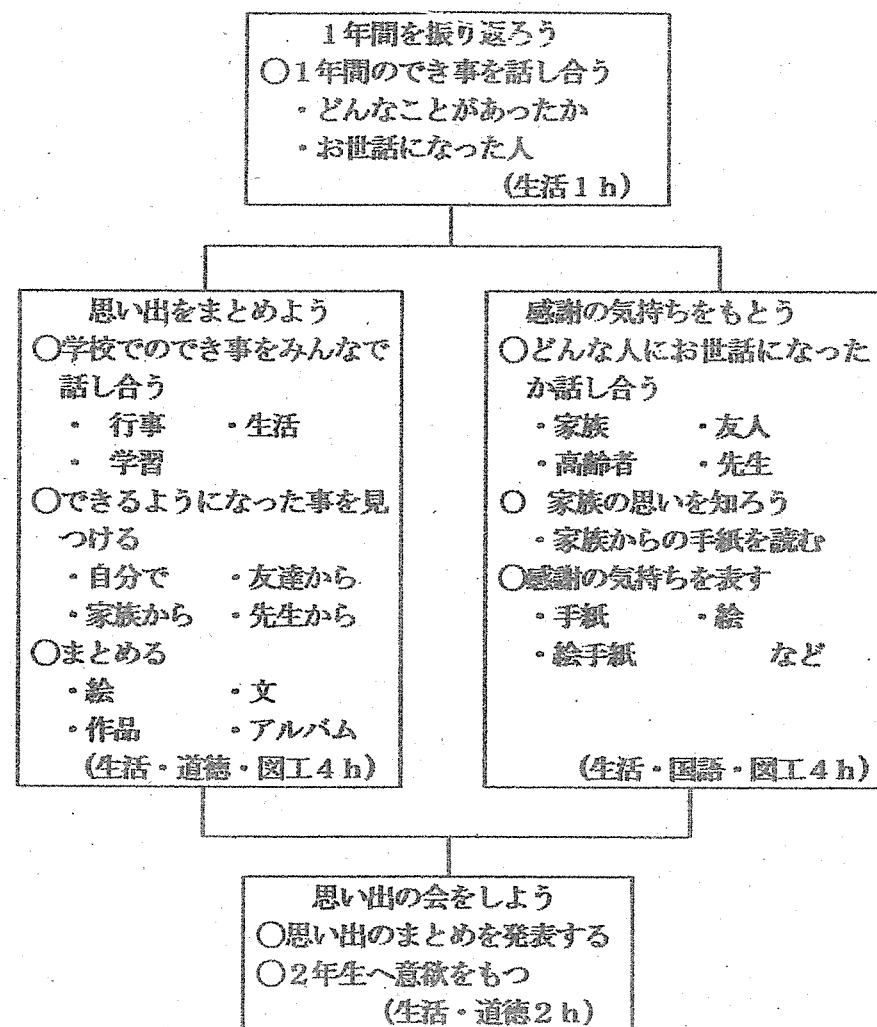 １年間を振り返ろう
○１年間のでき事を話し合う
・どんなことがあったか
・お世話になった人
(生活１ｈ)
思い出をまとめよう
○学校でのでき事をみんなで
話し合う
・ 行事 ・生活
・ 学習
○できるようになった事を見
つける
・自分で ・友達から
・家族から ・先生から
○まとめる
・絵 ・文
・作品 ・アルバム
(生活・道徳・図工４ｈ)
感謝の気持ちをもとう
○どんな人にお世話になった
か話し合う
・家族 ・友人
・高齢者 ・先生
○ 家族の思いを知ろう
・家族からの手紙を読む
○感謝の気持ちを表す
・手紙 ・絵
・絵手紙 など
(生活・国語・図工４ｈ)
思い出の会をしよう
○思い出のまとめを発表する
○２年生へ意欲をもつ
(生活・道徳２ｈ)